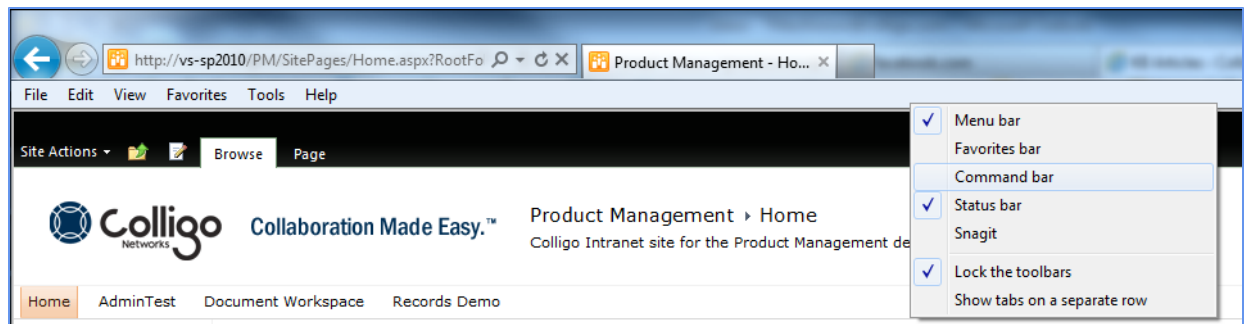 http://vs-sp2010/PM/SitePages/Home.aspx?RootFo
Product Management - Ho...
File Edit View Favorites Tools Help
Site Actions Browse Page
Menu bar
Favorites bar
Command bar
Status bar
Snagit
Lock the toolbars
Show tabs on a separate row
Colligo
Networks
Collaboration Made Easy.™
Product Management ▸ Home
Colligo Intranet site for the Product Management de
Home AdminTest Document Workspace Records Demo